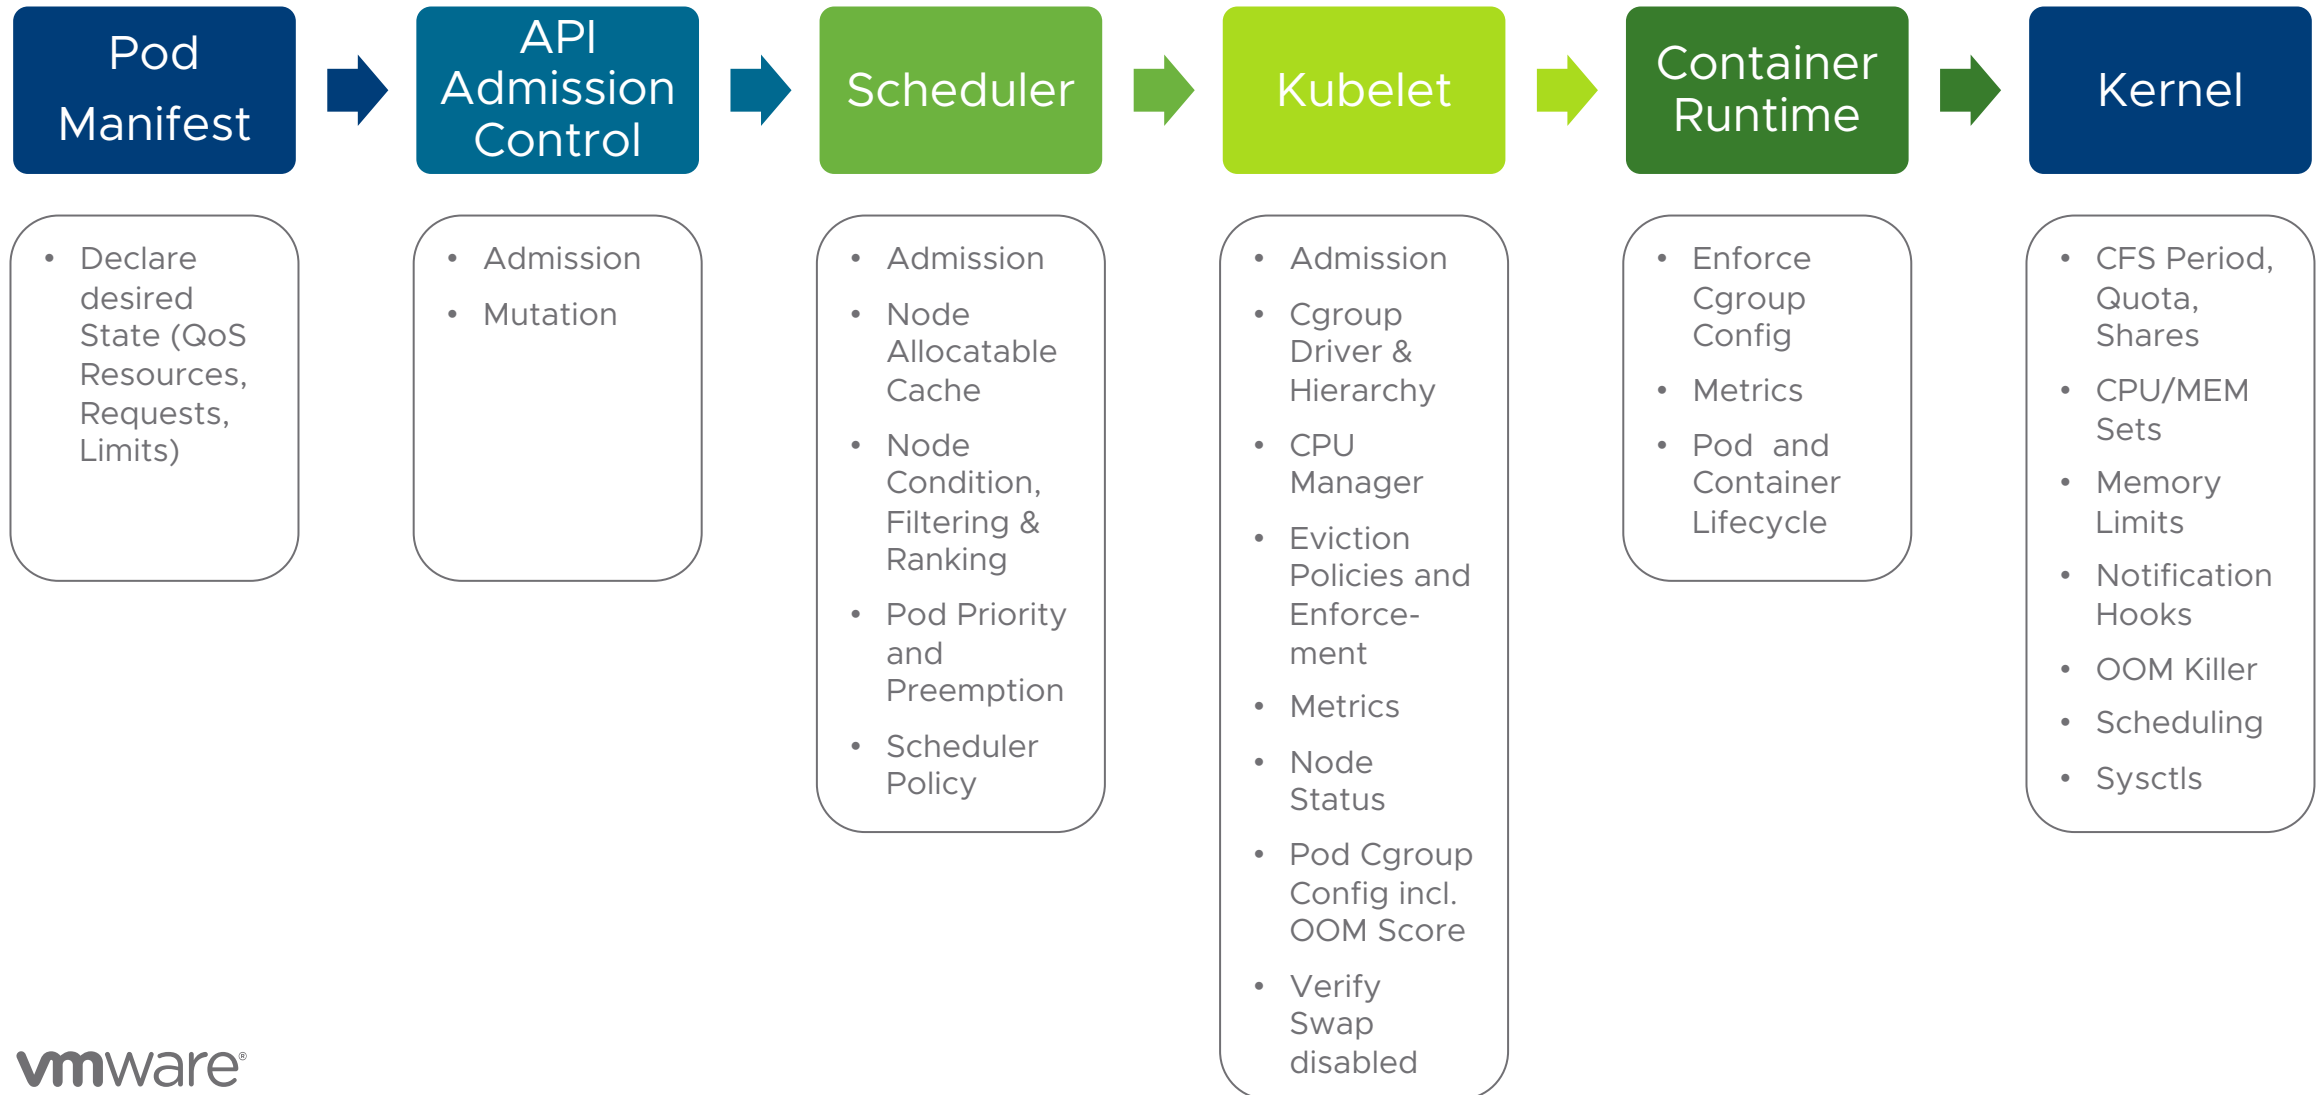 Pod
Manifest
API
Admission
Control
Scheduler
Kubelet
Container
Runtime
Kernel
• Declare
desired
State (QoS
Resources,
Requests,
Limits)
• Admission
• Mutation
• Admission
• Node
Allocatable
Cache
• Node
Condition,
Filtering &
Ranking
• Pod Priority
and
Preemption
• Scheduler
Policy
• Admission
• Cgroup
Driver &
Hierarchy
• CPU
Manager
• Eviction
Policies and
Enforce-
ment
• Metrics
• Node
Status
• Pod Cgroup
Config incl.
OOM Score
• Verify
Swap
disabled
• Enforce
Cgroup
Config
• Metrics
• Pod and
Container
Lifecycle
• CFS Period,
Quota,
Shares
• CPU/MEM
Sets
• Memory
Limits
• Notification
Hooks
• OOM Killer
• Scheduling
• Sysctls
vmware®